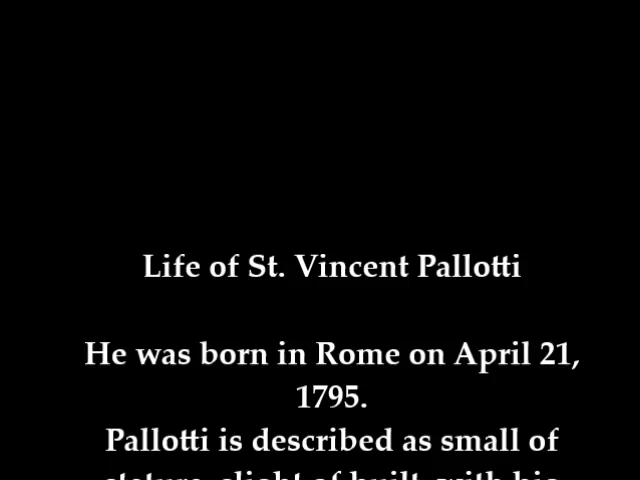 Life of St. Vincent Pallotti
He was born in Rome on April 21,
1795.
Pallotti is described as small of
stature, slight of built, with his